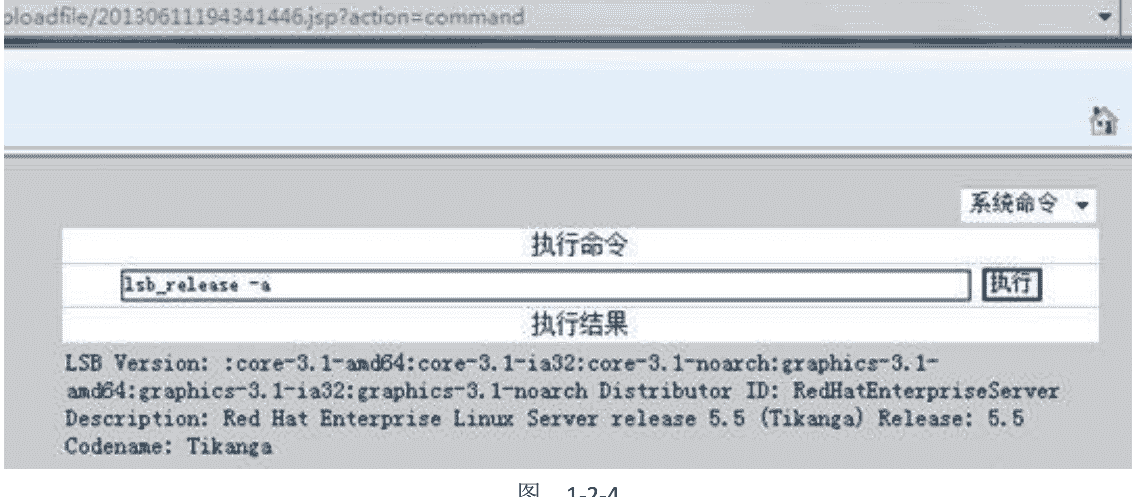 ploadfile/20130611194341446.jsp?action=command
系统命令
执行命令
lsb_release -a
执行
执行结果
LSB Version: :core-3.1-amd64:core-3.1-ia32:core-3.1-noarch:graphics-3.1-
amd64:graphics-3.1-ia32:graphics-3.1-noarch Distributor ID: RedHatEnterpriseServer
Description: Red Hat Enterprise Linux Server release 5.5 (Tikanga) Release: 5.5
Codename: Tikanga
图 1-2-4